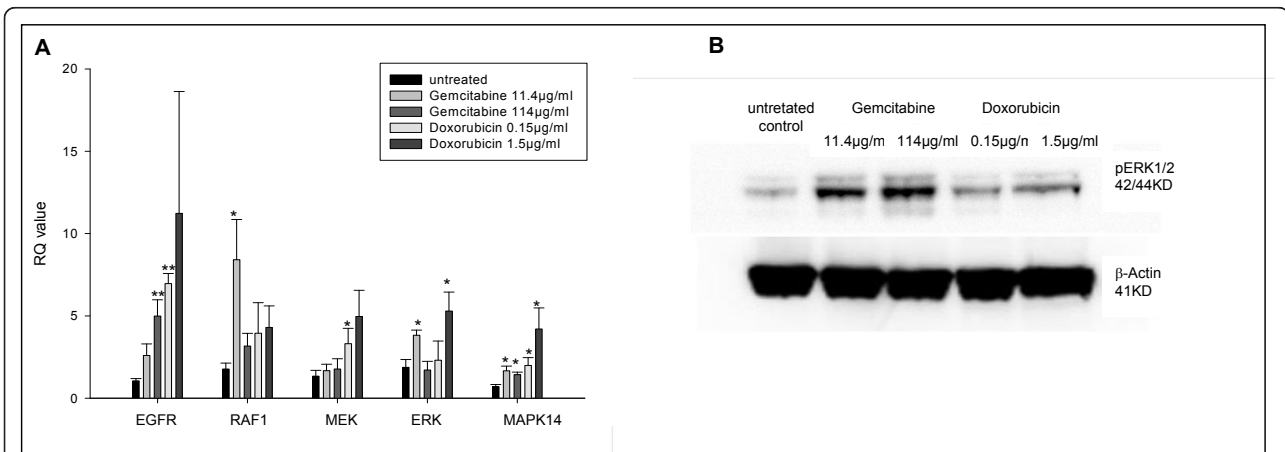 A
20
15
10
5
0
RQ value
untreated
Gemcitabine 11.4µg/ml
Gemcitabine 114µg/ml
Doxorubicin 0.15µg/ml
Doxorubicin 1.5µg/ml
** **
*
*
* *
* * * *
EGFR RAF1 MEK ERK MAPK14
B
untretated Gemcitabine Doxorubicin
control
11.4µg/m 114µg/ml 0.15µg/r 1.5µg/ml
pERK1/2
42/44KD
β-Actin
41KD